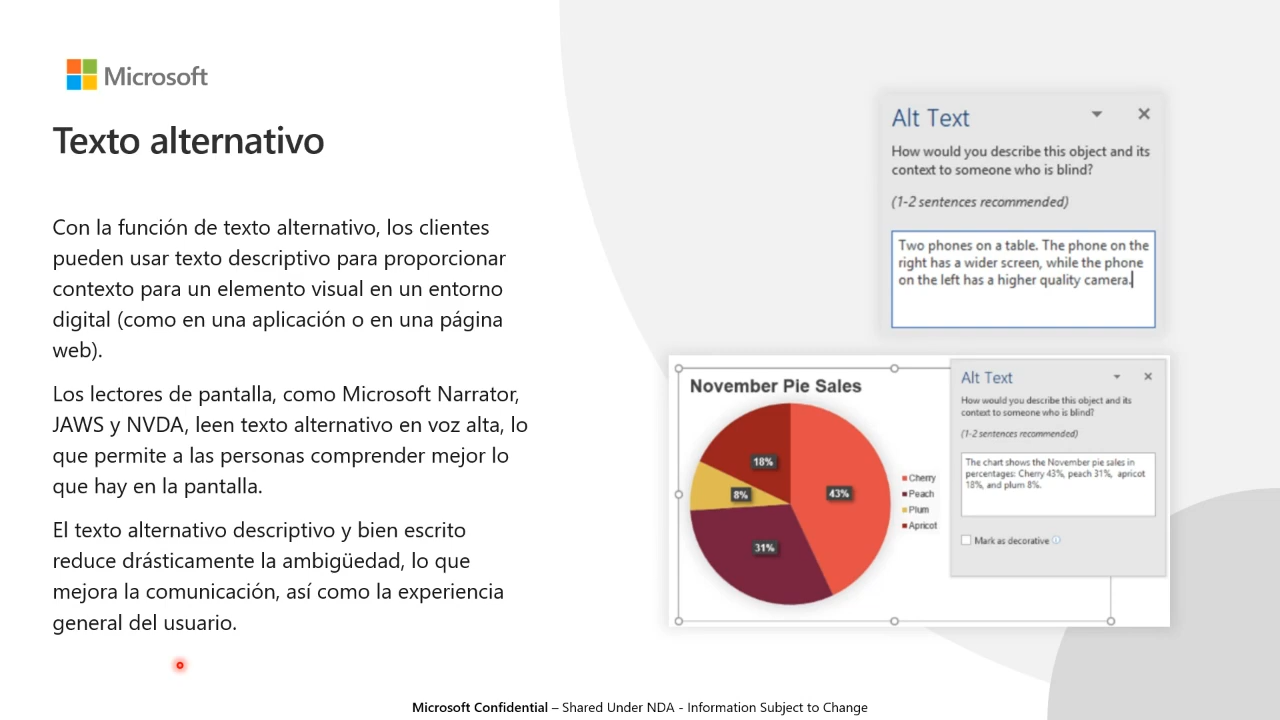 Microsoft
Texto alternativo
Con la función de texto alternativo, los clientes
pueden usar texto descriptivo para proporcionar
contexto para un elemento visual en un entorno
digital (como en una aplicación o en una página
web).
Los lectores de pantalla, como Microsoft Narrator,
JAWS y NVDA, leen texto alternativo en voz alta, lo
que permite a las personas comprender mejor lo
que hay en la pantalla.
El texto alternativo descriptivo y bien escrito
reduce drásticamente la ambigüedad, lo que
mejora la comunicación, así como la experiencia
general del usuario.
Alt Text
How would you describe this object and its
context to someone who is blind?
(1-2 sentences recommended)
Two phones on a table. The phone on the
right has a wider screen, while the phone
on the left has a higher quality camera.
November Pie Sales
18%
8%
43%
31%
Cherry
Peach
Plum
Apricot
Alt Text
How would you describe this object and its
context to someone who is blind?
(1-2 sentences recommended)
The chart shows the November pie sales in
percentages: Cherry 43%, peach 31%, apricot
18%, and plum 8%.
Mark as decorative
Microsoft Confidential – Shared Under NDA - Information Subject to Change